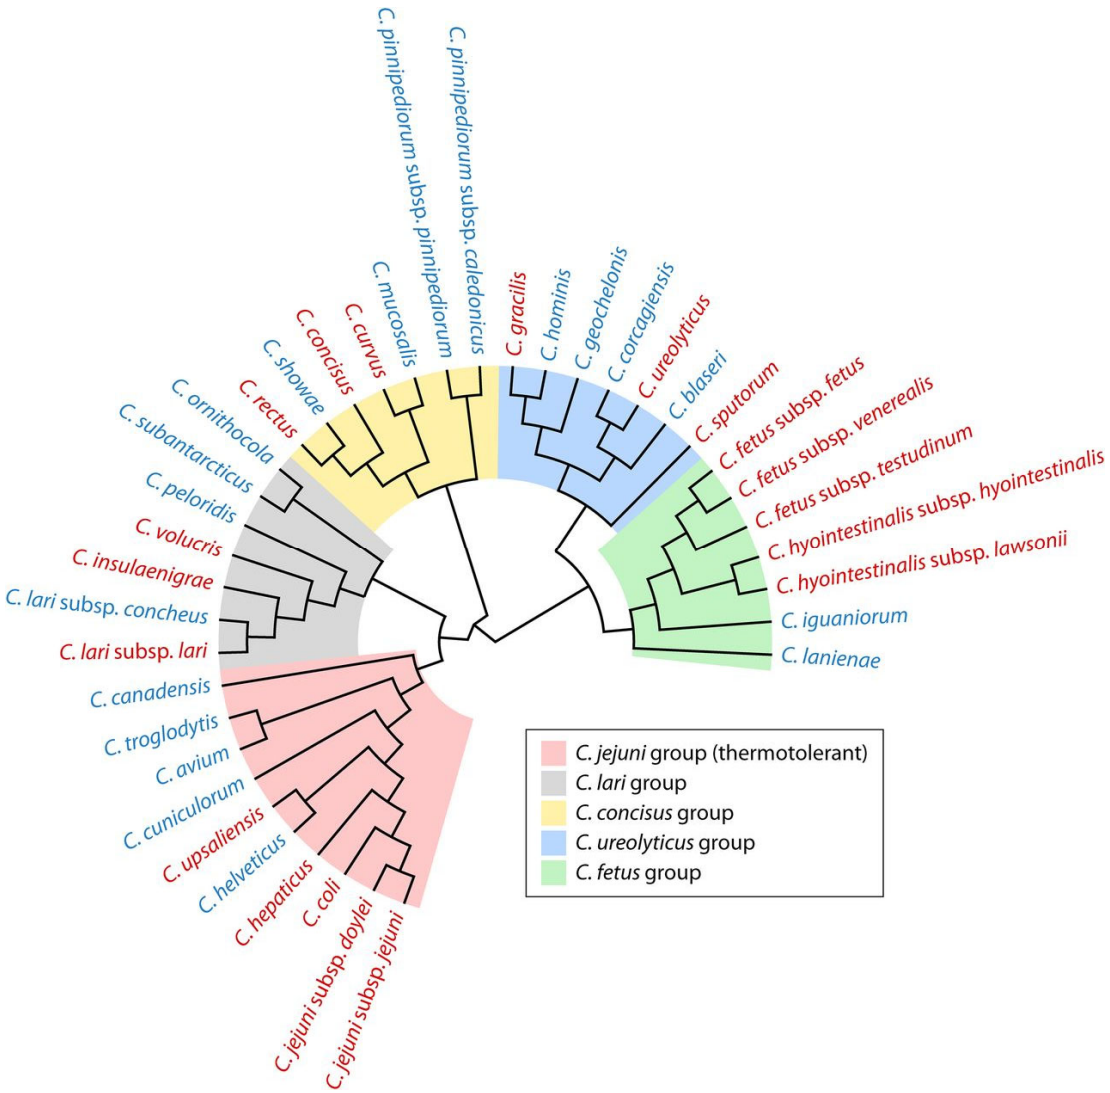 C. pinnipediorum subsp. pinnipediorum
C. pinnipediorum subsp. caledonicus
C. gracilis
C. hominis
C. geochelonis
C. corcagiensis
C. ureolyticus
C. blaseri
C. sputorum
C. fetus subsp. fetus
C. fetus subsp. venerealis
C. fetus subsp. testudinum
C. hyointestinalis subsp. hyointestinalis
C. hyointestinalis subsp. lawsonii
C. iguaniorum
C. lanienae
C. mucosalis
C. curvus
C. concisus
C. showae
C. rectus
C. ornithocola
C. subantarcticus
C. peloridis
C. volucris
C. insulaenigrae
C. lari subsp. concheus
C. lari subsp. lari
C. canadensis
C. troglodytis
C. avium
C. cuniculorum
C. upsaliensis
C. helveticus
C. hepaticus
C. coli
C. jejuni subsp. doylei
C. jejuni subsp. jejuni
C. jejuni group (thermotolerant)
C. lari group
C. concisus group
C. ureolyticus group
C. fetus group